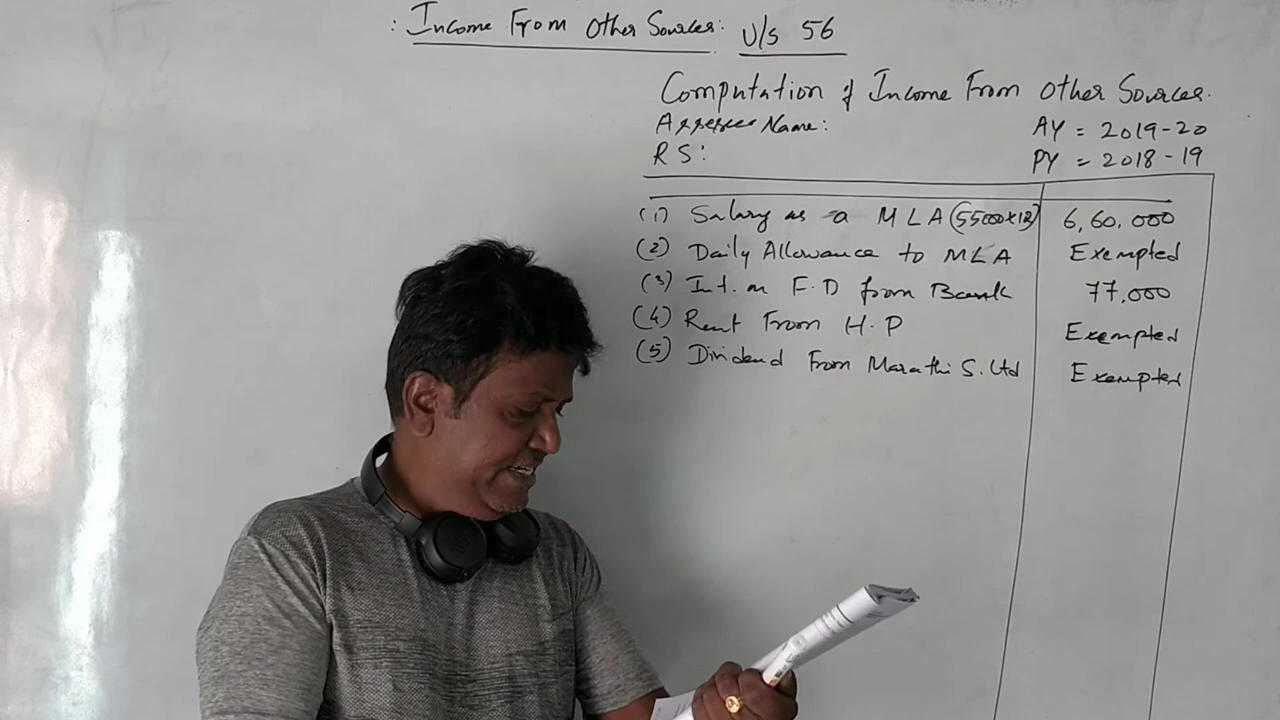 : Income From Other Sources: U/s 56
Computation of Income From Other Sources.
Assessee Name: AY = 2019-20
RS: PY = 2018-19
(1) Salary as a MLA (55000x12) 6,60,000
(2) Daily Allowance to MLA Exempted
(3) Int. on F.D from Bank 77,000
(4) Rent From H.P Exempted
(5) Dividend From Marathi S. Ltd Exempted